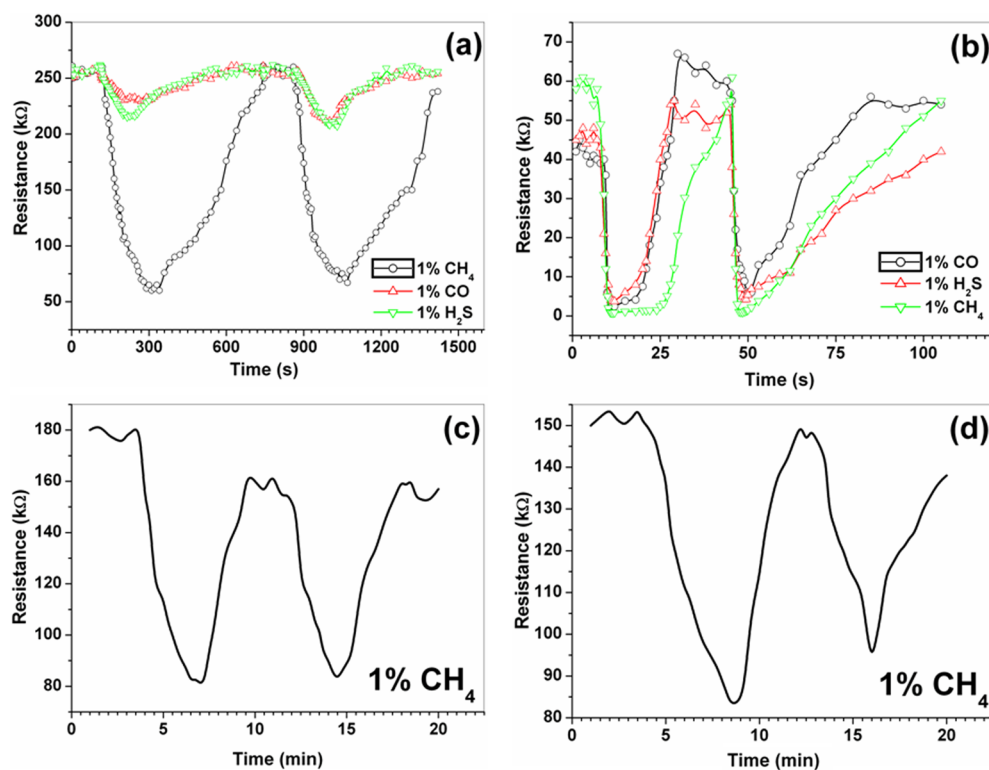 (a)
Resistance (kΩ)
300
250
200
150
100
50
1% CH4
1% CO
1% H2S
0 300 600 900 1200 1500
Time (s)
(b)
Resistance (kΩ)
70
60
50
40
30
20
10
0
1% CO
1% H2S
1% CH4
0 25 50 75 100
Time (s)
(c)
Resistance (kΩ)
180
160
140
120
100
80
1% CH4
0 5 10 15 20
Time (min)
(d)
Resistance (kΩ)
150
140
130
120
110
100
90
80
1% CH4
0 5 10 15 20
Time (min)